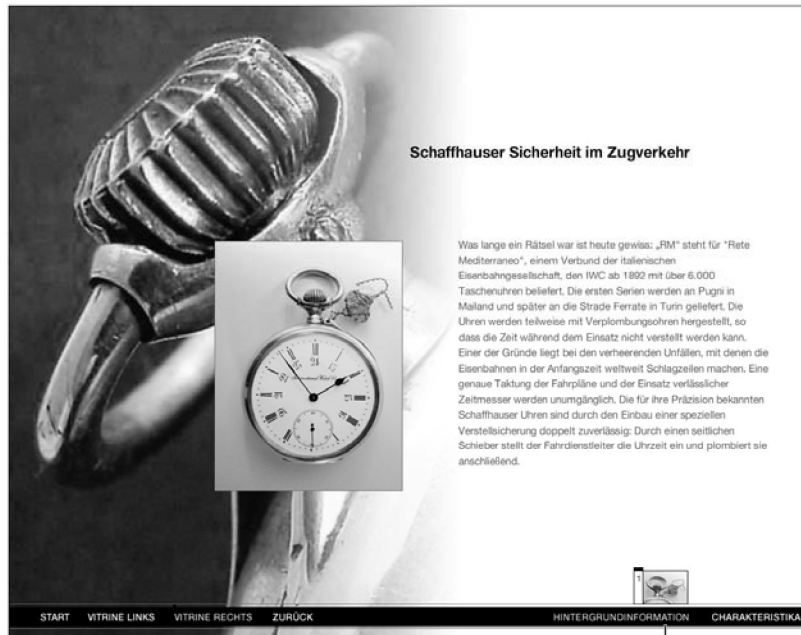 Schaffhauser Sicherheit im Zugverkehr
Was lange ein Rätsel war ist heute gewiss: „RM" steht für "Rete
Mediterraneo", einem Verbund der italienischen
Eisenbahngesellschaft, den IWC ab 1892 mit über 6.000
Taschenuhren beliefert. Die ersten Serien werden an Pugni in
Mailand und später an die Strade Ferrate in Turin geliefert. Die
Uhren werden teilweise mit Verplombungsohren hergestellt, so
dass die Zeit während dem Einsatz nicht verstellt werden kann.
Einer der Gründe liegt bei den verheerenden Unfällen, mit denen die
Eisenbahnen in der Anfangszeit weltweit Schlagzeilen machen. Eine
genaue Taktung der Fahrpläne und der Einsatz verlässlicher
Zeitmesser werden unumgänglich. Die für ihre Präzision bekannten
Schaffhauser Uhren sind durch den Einbau einer speziellen
Verstellsicherung doppelt zuverlässig: Durch einen seitlichen
Schieber stellt der Fahrdienstleiter die Uhrzeit ein und plombiert sie
anschließend.
1
START VITRINE LINKS VITRINE RECHTS ZURÜCK HINTERGRUNDINFORMATION CHARAKTERISTIKA